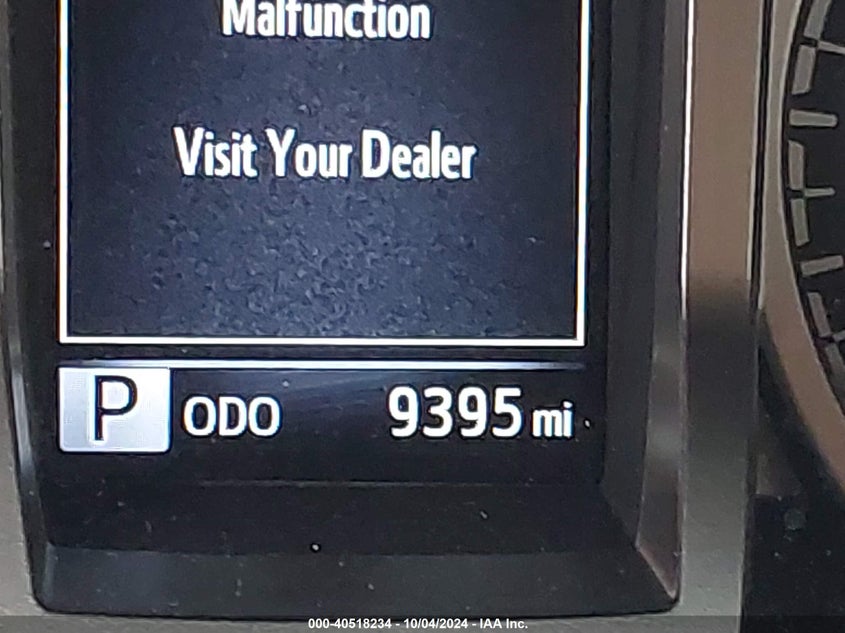 Malfunction
Visit Your Dealer
P ODO 9395 mi
000-40518234 - 10/04/2024 - IAA Inc.